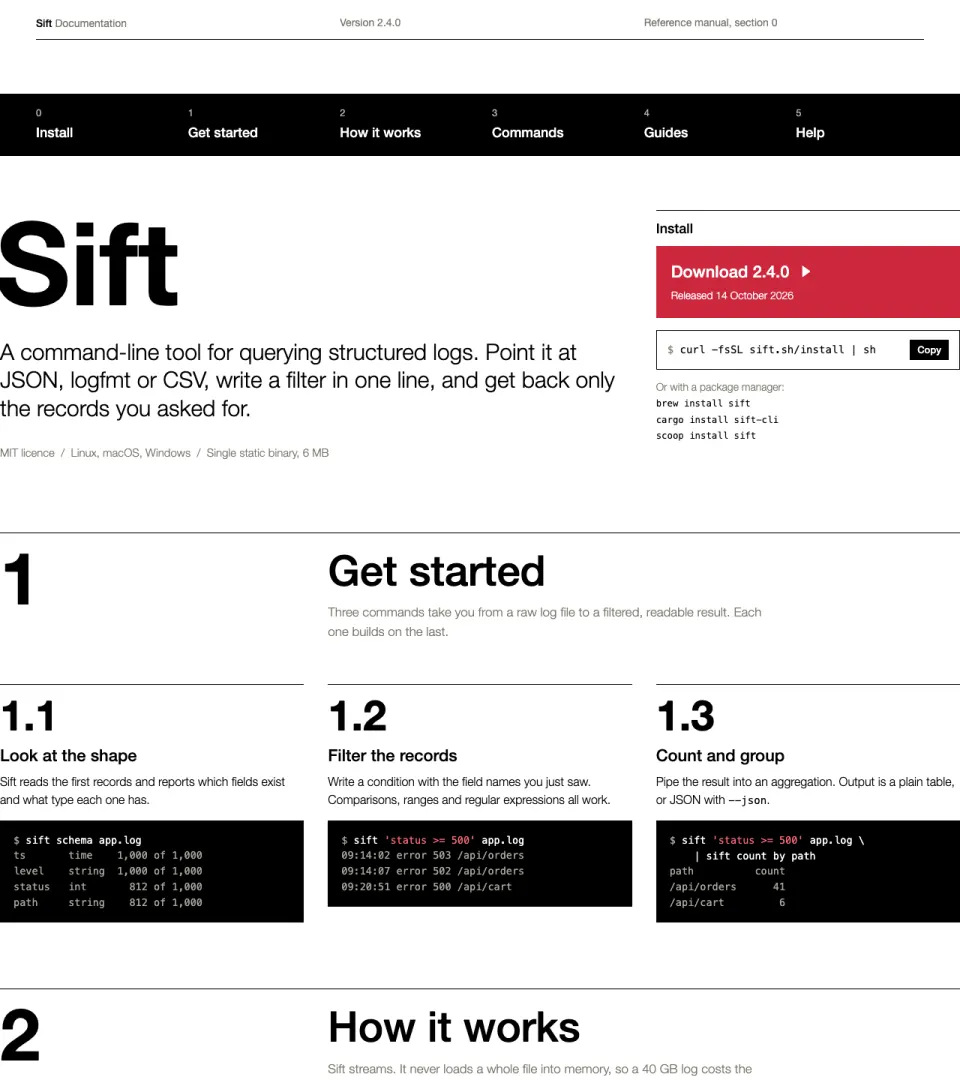 Sift Documentation
Version 2.4.0
Reference manual, section 0
0
Install
1
Get started
2
How it works
3
Commands
4
Guides
5
Help
Sift
A command-line tool for querying structured logs. Point it at
JSON, logfmt or CSV, write a filter in one line, and get back only
the records you asked for.
MIT licence / Linux, macOS, Windows / Single static binary, 6 MB
Install
Download 2.4.0
Released 14 October 2026
$ curl -fsSL sift.sh/install | sh
Copy
Or with a package manager:
brew install sift
cargo install sift-cli
scoop install sift
1
Get started
Three commands take you from a raw log file to a filtered, readable result. Each
one builds on the last.
1.1
Look at the shape
Sift reads the first records and reports which fields exist
and what type each one has.
$ sift schema app.log
ts time 1,000 of 1,000
level string 1,000 of 1,000
status int 812 of 1,000
path string 812 of 1,000
1.2
Filter the records
Write a condition with the field names you just saw.
Comparisons, ranges and regular expressions all work.
$ sift 'status >= 500' app.log
09:14:02 error 503 /api/orders
09:14:07 error 502 /api/orders
09:20:51 error 500 /api/cart
1.3
Count and group
Pipe the result into an aggregation. Output is a plain table,
or JSON with --json.
$ sift 'status >= 500' app.log \
| sift count by path
path count
/api/orders 41
/api/cart 6
2
How it works
Sift streams. It never loads a whole file into memory, so a 40 GB log costs the